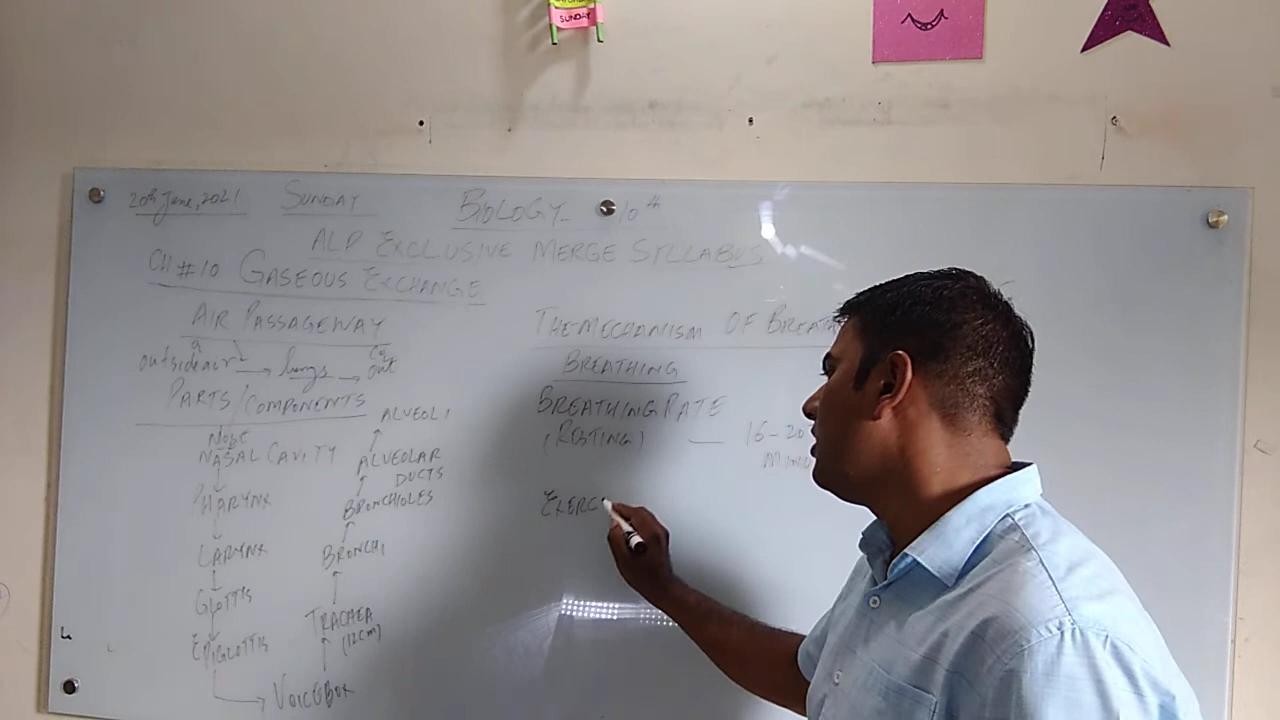 SUNDAY
20th June, 2021 SUNDAY BIOLOGY- 10th
ALP EXCLUSIVE MERGE SYLLABUS
CH #10 GASEOUS EXCHANGE
AIR PASSAGEWAY
outside air → lungs → CO2 out
PARTS/COMPONENTS
NOSE
NASAL CAVITY
PHARYNX
LARYNX
GLOTTIS
EPIGLOTTIS
VOICEBOX
TRACHEA
(12cm)
BRONCHI
BRONCHIOLES
ALVEOLAR
DUCTS
ALVEOLI
THE MECHANISM OF BREATH
BREATHING
BREATHING RATE
(RESTING) — 16-20
EXERC